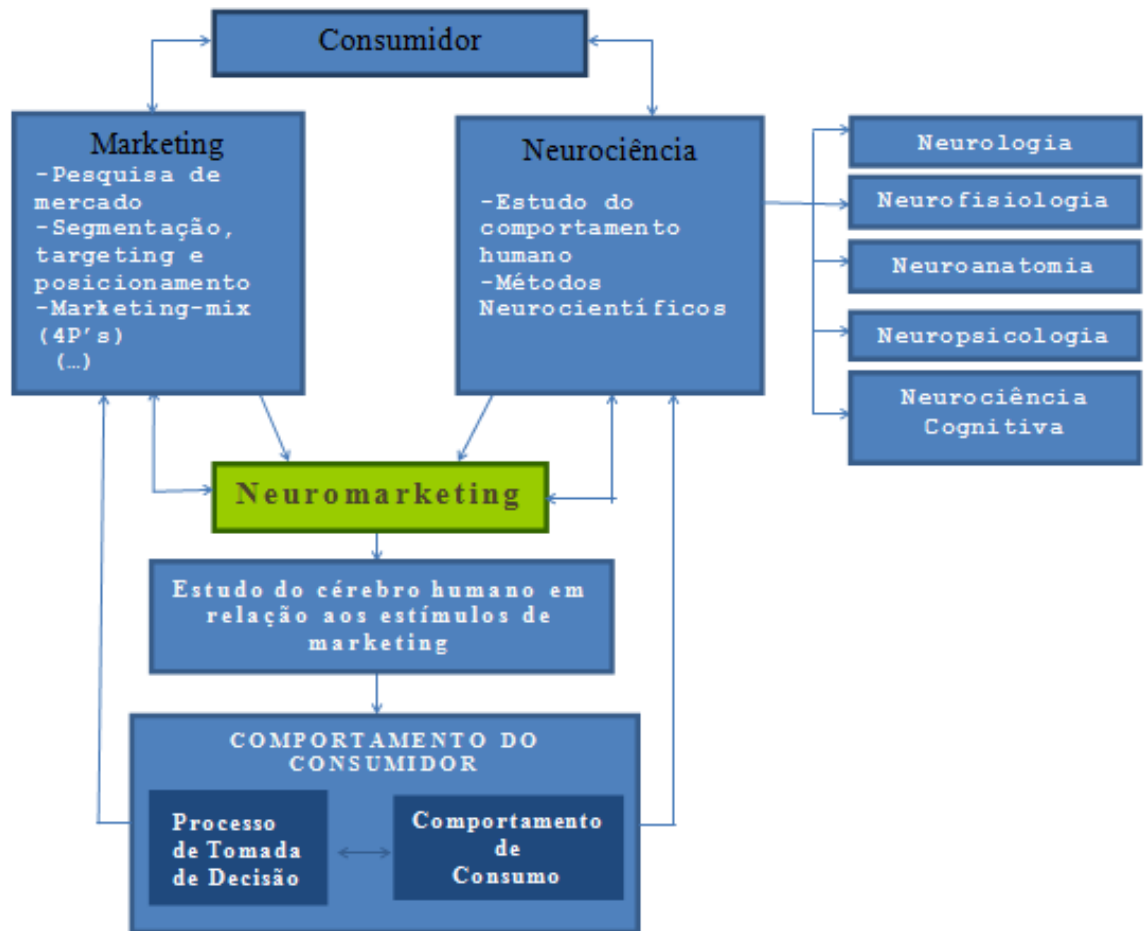 Consumidor
Marketing
-Pesquisa de
mercado
-Segmentação,
targeting e
posicionamento
-Marketing-mix
(4P's)
(…)
Neurociência
-Estudo do
comportamento
humano
-Métodos
Neurocientíficos
Neurologia
Neurofisiologia
Neuroanatomia
Neuropsicologia
Neurociência
Cognitiva
Neuromarketing
Estudo do cérebro humano em
relação aos estímulos de
marketing
COMPORTAMENTO DO
CONSUMIDOR
Processo
de Tomada
de Decisão
Comportamento
de
Consumo